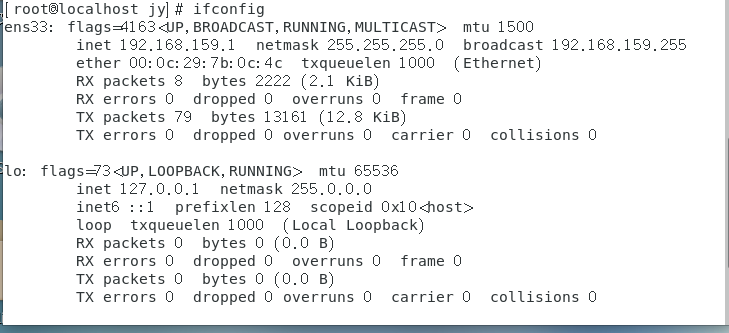 [root@localhost jy]# ifconfig
ens33: flags=4163<UP,BROADCAST,RUNNING,MULTICAST>  mtu 1500
        inet 192.168.159.1  netmask 255.255.255.0  broadcast 192.168.159.255
        ether 00:0c:29:7b:0c:4c  txqueuelen 1000  (Ethernet)
        RX packets 8  bytes 2222 (2.1 KiB)
        RX errors 0  dropped 0  overruns 0  frame 0
        TX packets 79  bytes 13161 (12.8 KiB)
        TX errors 0  dropped 0 overruns 0  carrier 0  collisions 0

lo: flags=73<UP,LOOPBACK,RUNNING>  mtu 65536
        inet 127.0.0.1  netmask 255.0.0.0
        inet6 ::1  prefixlen 128  scopeid 0x10<host>
        loop  txqueuelen 1000  (Local Loopback)
        RX packets 0  bytes 0 (0.0 B)
        RX errors 0  dropped 0  overruns 0  frame 0
        TX packets 0  bytes 0 (0.0 B)
        TX errors 0  dropped 0 overruns 0  carrier 0  collisions 0